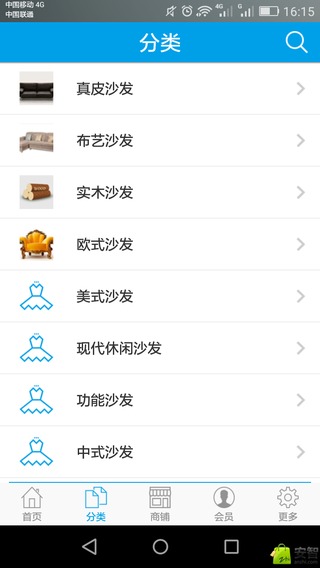 中国移动 4G
中国联通
4G
G
16:15
分类
真皮沙发
布艺沙发
实木沙发
欧式沙发
美式沙发
现代休闲沙发
功能沙发
中式沙发
首页
分类
商铺
会员
更多
安智